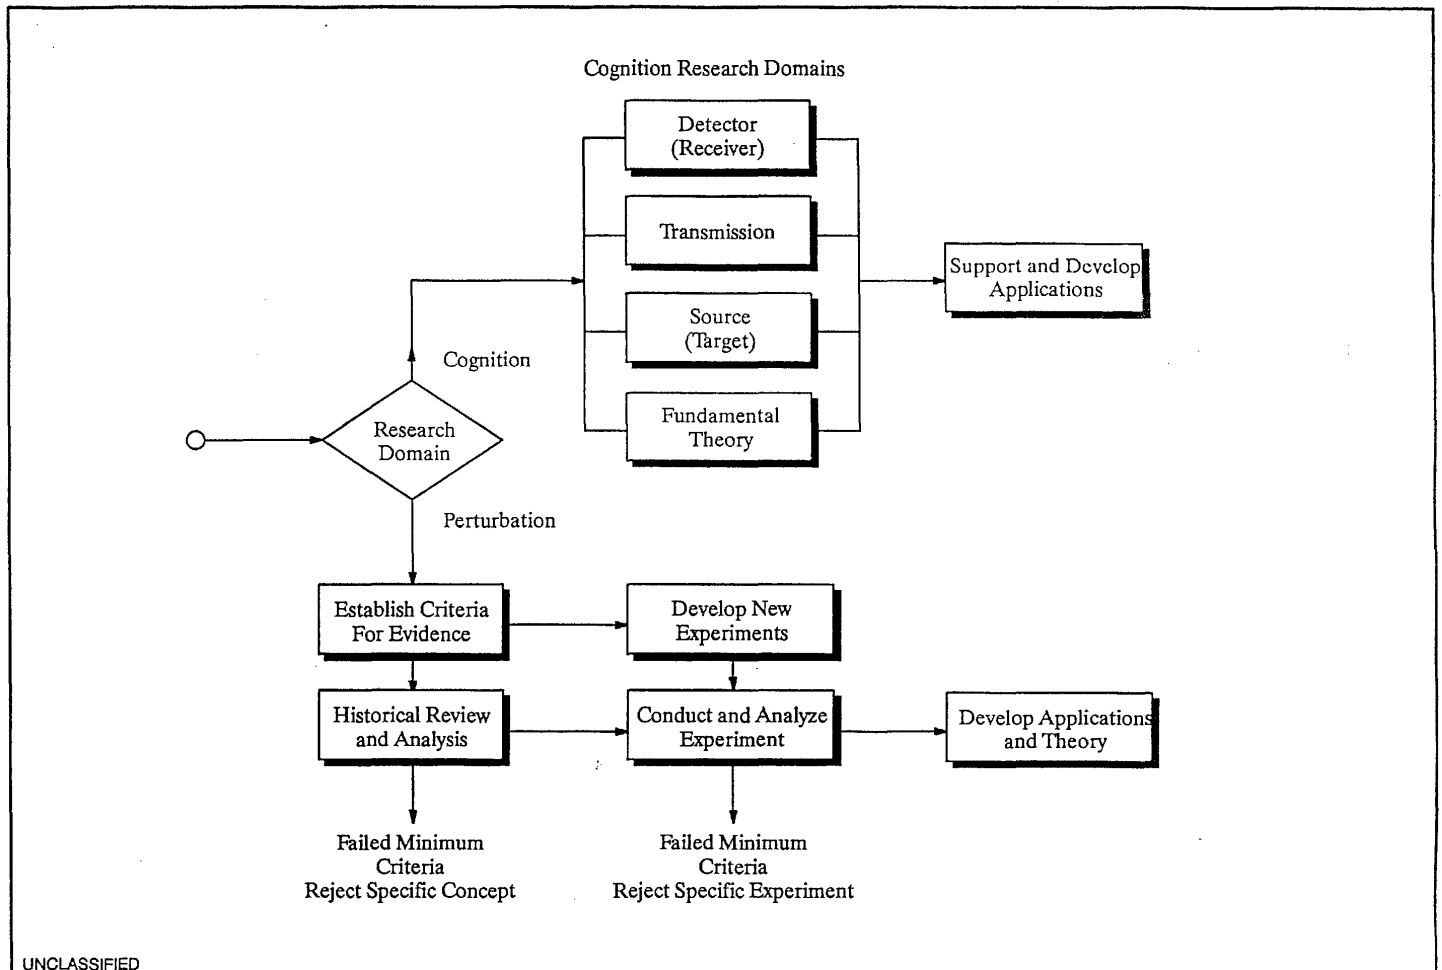 Cognition Research Domains
Detector
(Receiver)
Transmission
Support and Develop
Applications
Source
(Target)
Cognition
Fundamental
Theory
Research
Domain
Perturbation
Establish Criteria
For Evidence
Develop New
Experiments
Historical Review
and Analysis
Conduct and Analyze
Experiment
Develop Applications
and Theory
Failed Minimum
Criteria
Reject Specific Concept
Failed Minimum
Criteria
Reject Specific Experiment
UNCLASSIFIED